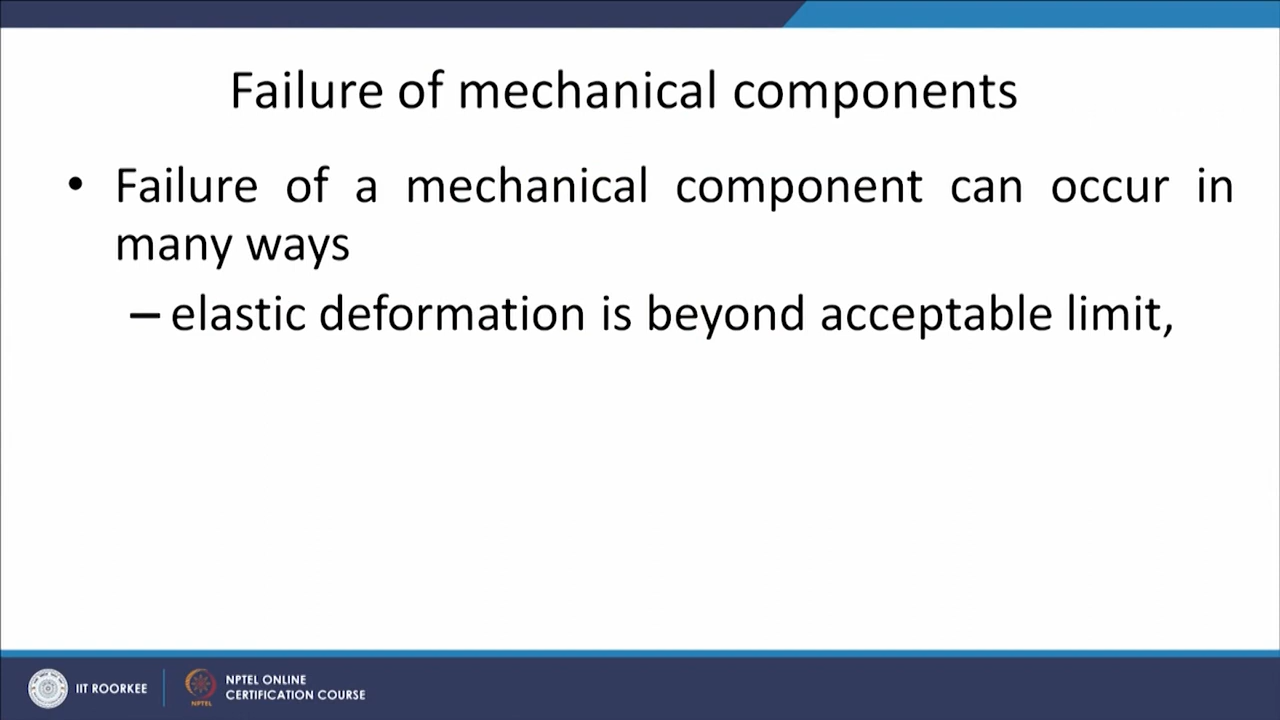 Failure of mechanical components
• Failure of a mechanical component can occur in
many ways
– elastic deformation is beyond acceptable limit,
IIT ROORKEE
NPTEL ONLINE
CERTIFICATION COURSE
NPTEL